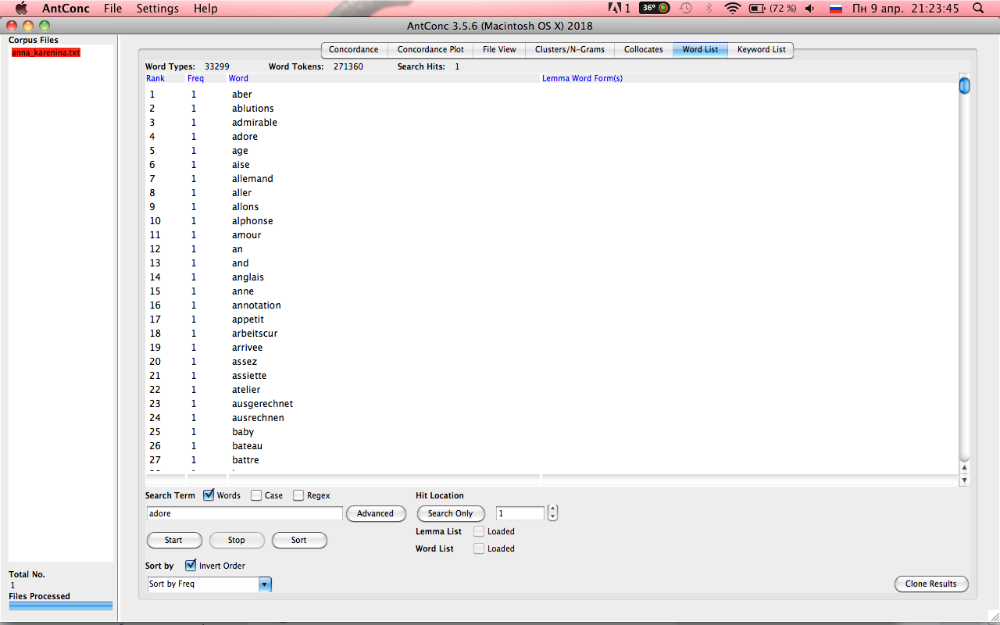 AntConc File Settings Help 1 36° (72 %) Пн 9 апр. 21:23:45
AntConc 3.5.6 (Macintosh OS X) 2018
Corpus Files
anna_karenina.txt
Concordance Concordance Plot File View Clusters/N-Grams Collocates Word List Keyword List
Word Types: 33299 Word Tokens: 271360 Search Hits: 1
Rank Freq Word Lemma Word Form(s)
1 1 aber
2 1 ablutions
3 1 admirable
4 1 adore
5 1 age
6 1 aise
7 1 allemand
8 1 aller
9 1 allons
10 1 alphonse
11 1 amour
12 1 an
13 1 and
14 1 anglais
15 1 anne
16 1 annotation
17 1 appetit
18 1 arbeitscur
19 1 arrivee
20 1 assez
21 1 assiette
22 1 atelier
23 1 ausgerechnet
24 1 ausrechnen
25 1 baby
26 1 bateau
27 1 battre
Search Term Words Case Regex Hit Location
adore Advanced Search Only 1
Lemma List Loaded
Start Stop Sort
Word List Loaded
Sort by Invert Order
Sort by Freq Clone Results
Total No.
1
Files Processed